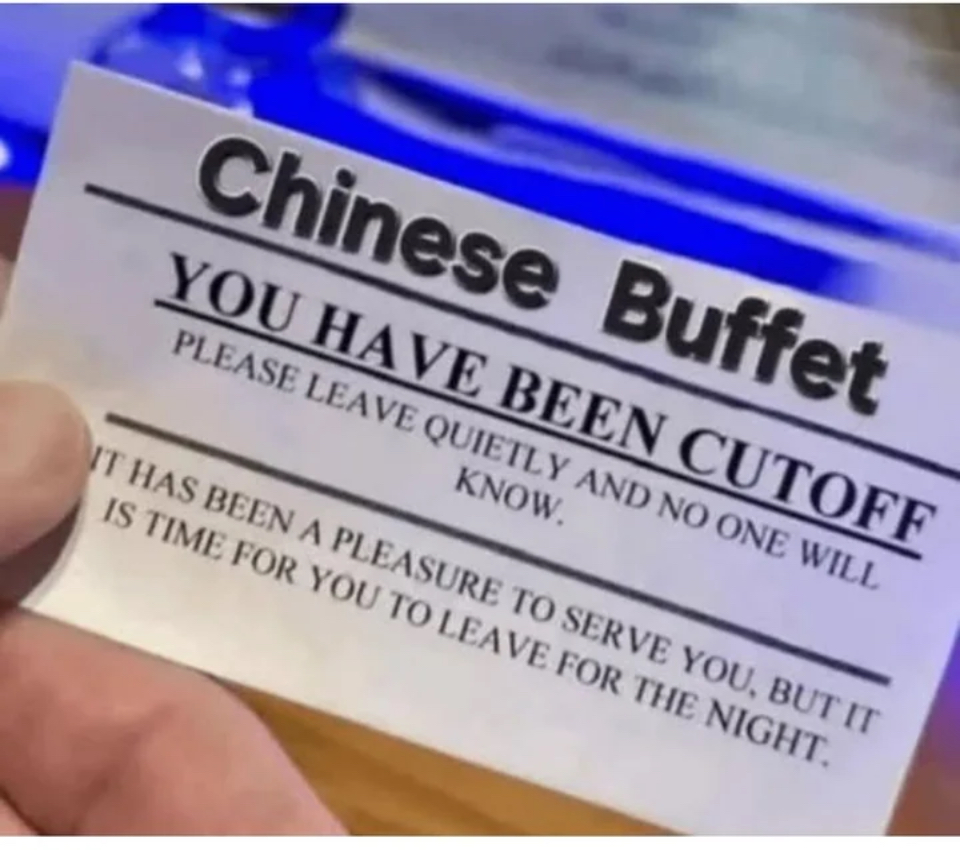 Chinese Buffet
YOU HAVE BEEN CUTOFF
PLEASE LEAVE QUIETLY AND NO ONE WILL
KNOW.
IT HAS BEEN A PLEASURE TO SERVE YOU, BUT IT
IS TIME FOR YOU TO LEAVE FOR THE NIGHT.